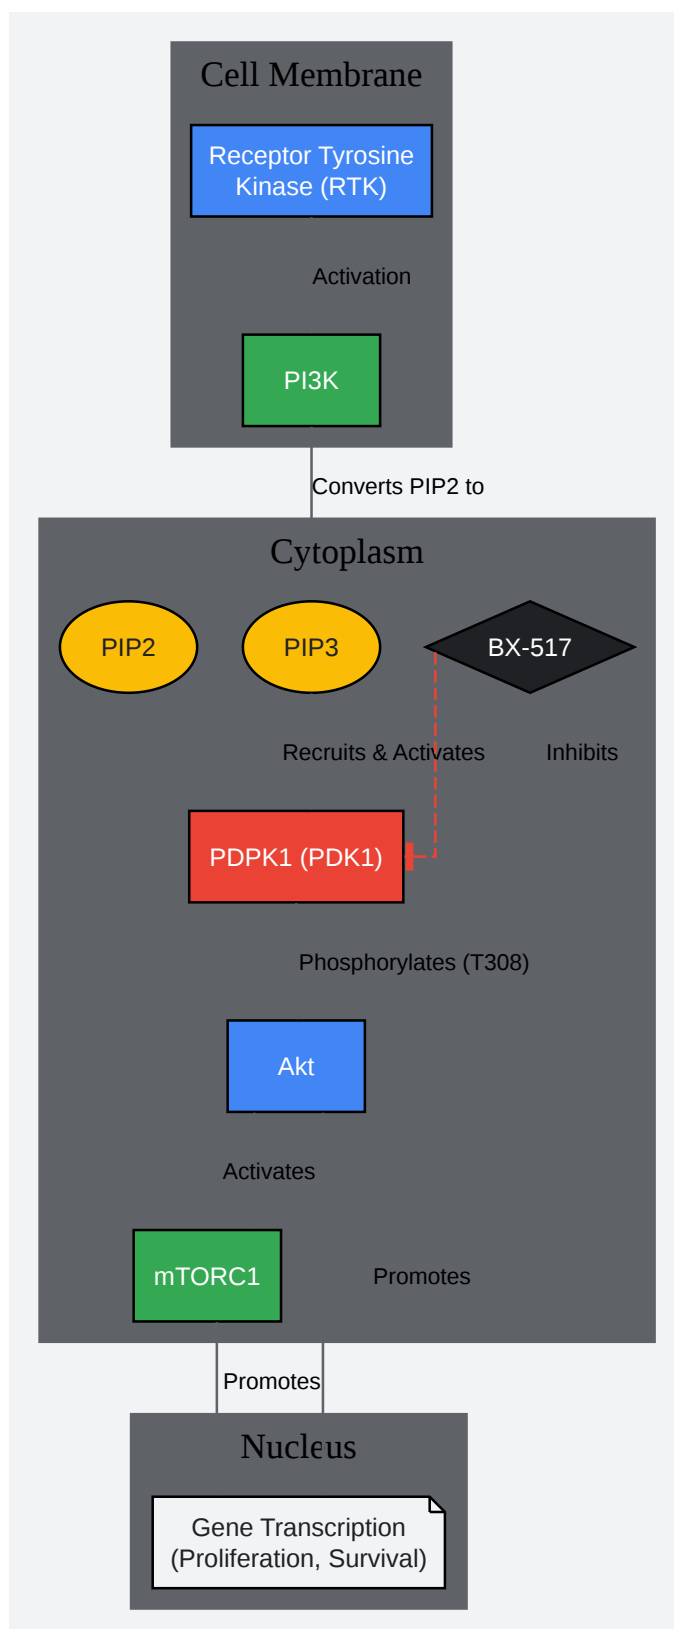 Cell Membrane
Receptor Tyrosine
Kinase (RTK)
Activation
PI3K
Converts PIP2 to
Cytoplasm
PIP2
PIP3
BX-517
Recruits & Activates
Inhibits
PDPK1 (PDK1)
Phosphorylates (T308)
Akt
Activates
mTORC1
Promotes
Promotes
Nucleus
Gene Transcription
(Proliferation, Survival)